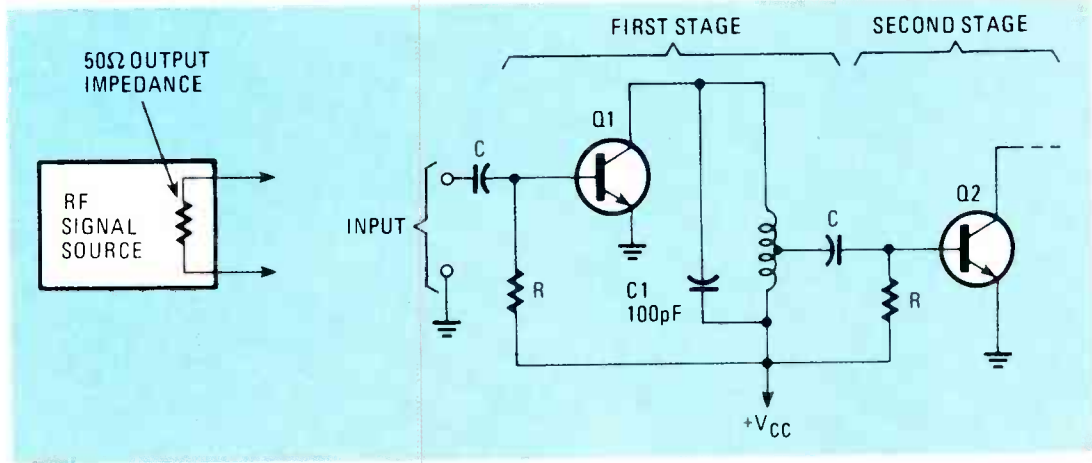 50Ω OUTPUT
IMPEDANCE
RF
SIGNAL
SOURCE
FIRST STAGE
SECOND STAGE
INPUT
C
R
Q1
C1
100pF
C
R
Q2
+VCC